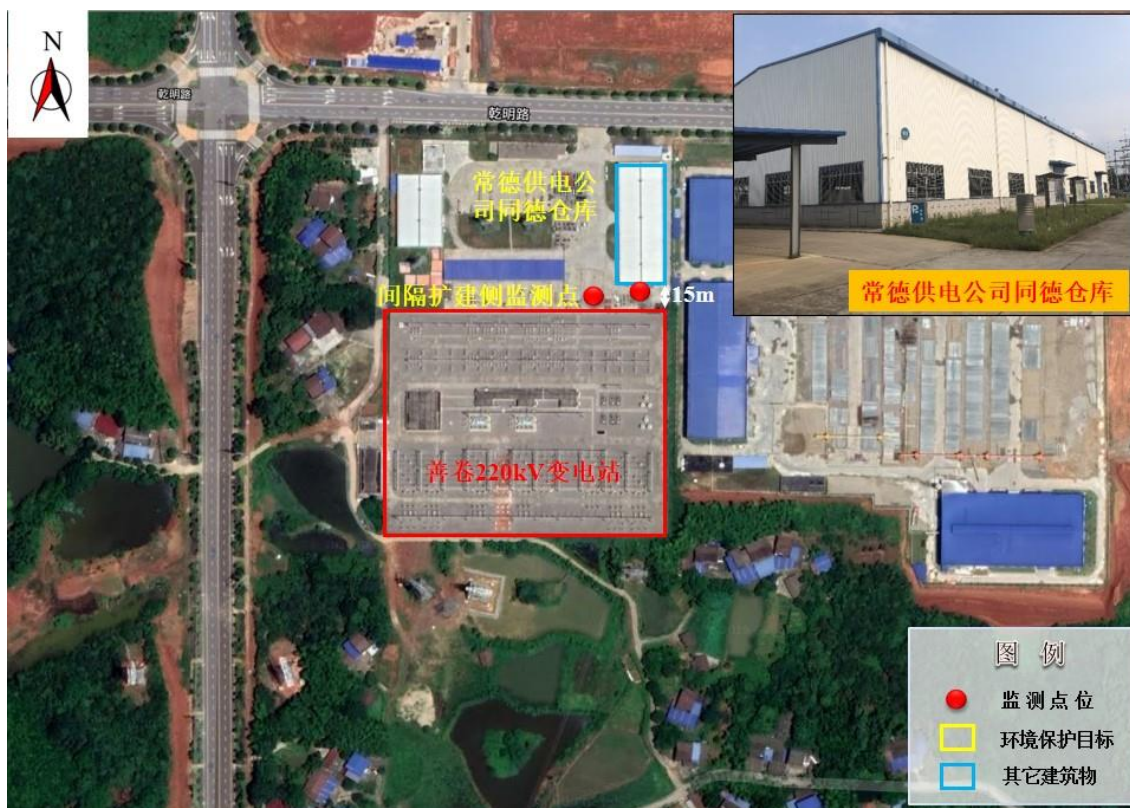 N
乾明路
乾明路
常德供电公
司同德仓库
间隔扩建侧监测点
15m
善卷220kV变电站
常德供电公司同德仓库
图例
监测点位
环境保护目标
其它建筑物